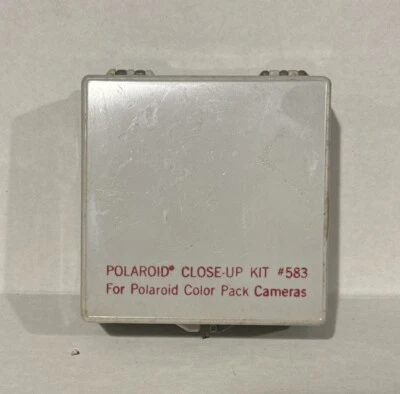 POLAROID® CLOSE-UP KIT #583
For Polaroid Color Pack Cameras